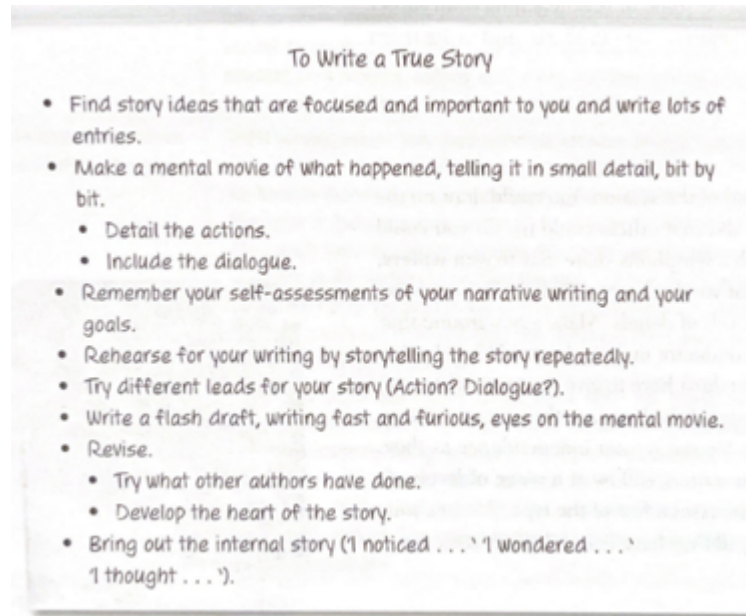 To Write a True Story
• Find story ideas that are focused and important to you and write lots of
entries.
• Make a mental movie of what happened, telling it in small detail, bit by
bit.
• Detail the actions.
• Include the dialogue.
• Remember your self-assessments of your narrative writing and your
goals.
• Rehearse for your writing by storytelling the story repeatedly.
• Try different leads for your story (Action? Dialogue?).
• Write a flash draft, writing fast and furious, eyes on the mental movie.
• Revise.
• Try what other authors have done.
• Develop the heart of the story.
• Bring out the internal story ('I noticed . . . ' 'I wondered . . . '
'I thought . . . ').